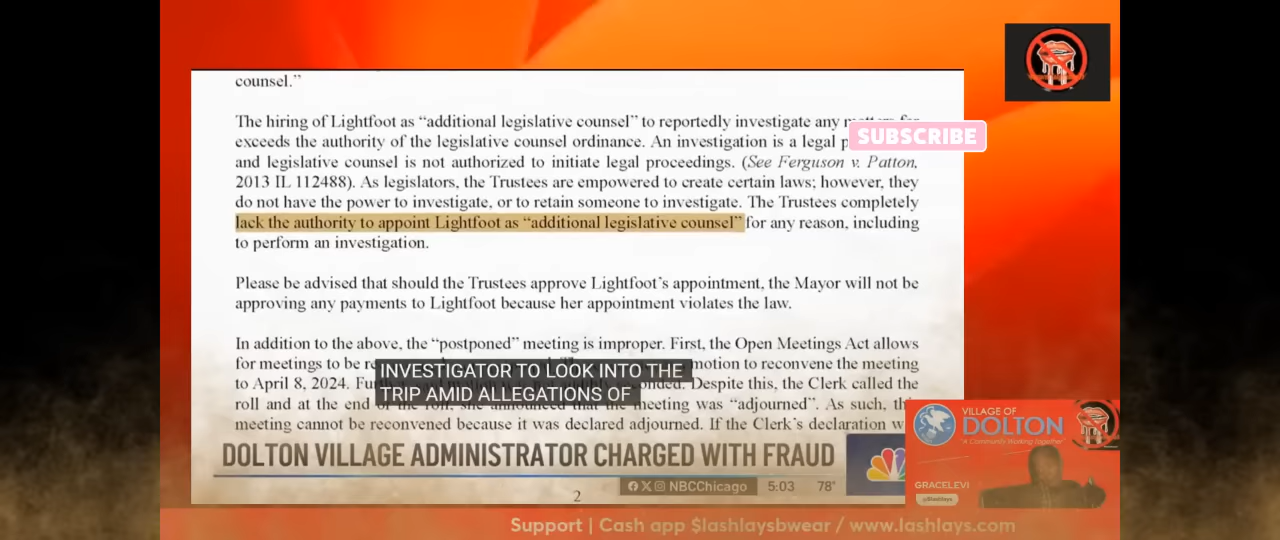 counsel.”
The hiring of Lightfoot as “additional legislative counsel” to reportedly investigate any
exceeds the authority of the legislative counsel ordinance. An investigation is a legal
and legislative counsel is not authorized to initiate legal proceedings. (See Ferguson v. Patton,
2013 IL 112488). As legislators, the Trustees are empowered to create certain laws; however, they
do not have the power to investigate, or to retain someone to investigate. The Trustees completely
lack the authority to appoint Lightfoot as “additional legislative counsel” for any reason, including
to perform an investigation.
SUBSCRIBE
Please be advised that should the Trustees approve Lightfoot’s appointment, the Mayor will not be
approving any payments to Lightfoot because her appointment violates the law.
In addition to the above, the “postponed” meeting is improper. First, the Open Meetings Act allows
for meetings to be motion to reconvene the meeting
to April 8, 2024. Despite this, the Clerk called the
roll and at the end meeting was “adjourned”. As such,
meeting cannot be reconvened because it was declared adjourned. If the Clerk’s declaration
INVESTIGATOR TO LOOK INTO THE
TRIP AMID ALLEGATIONS OF
DOLTON VILLAGE ADMINISTRATOR CHARGED WITH FRAUD
NBCChicago 5:03 78°
2
VILLAGE OF
DOLTON
"A Community Working Together"
GRACELEVI
@lashlays
Support | Cash app $lashlaysbwear / www.lashlays.com